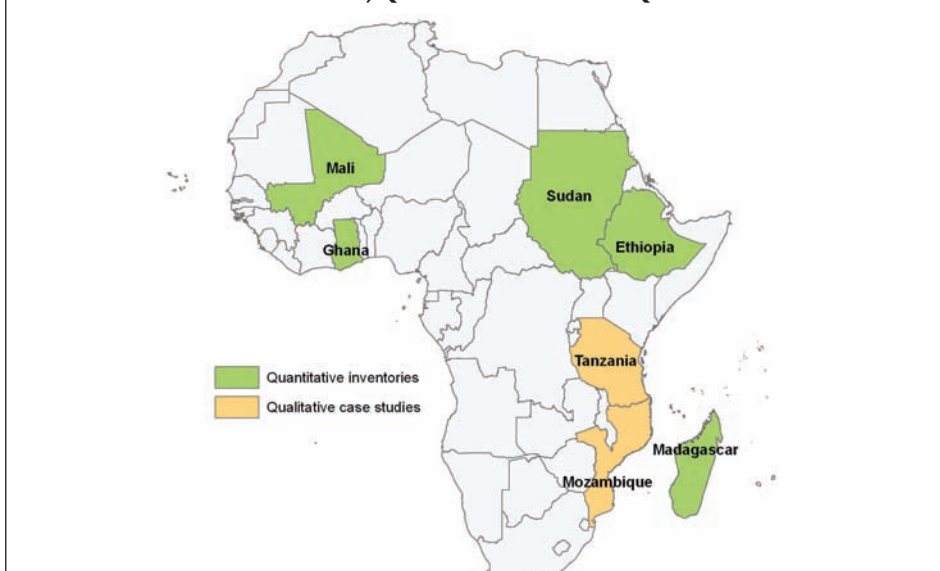 Mali
Sudan
Ghana
Ethiopia
Tanzania
Quantitative inventories
Qualitative case studies
Madagascar
Mozambique